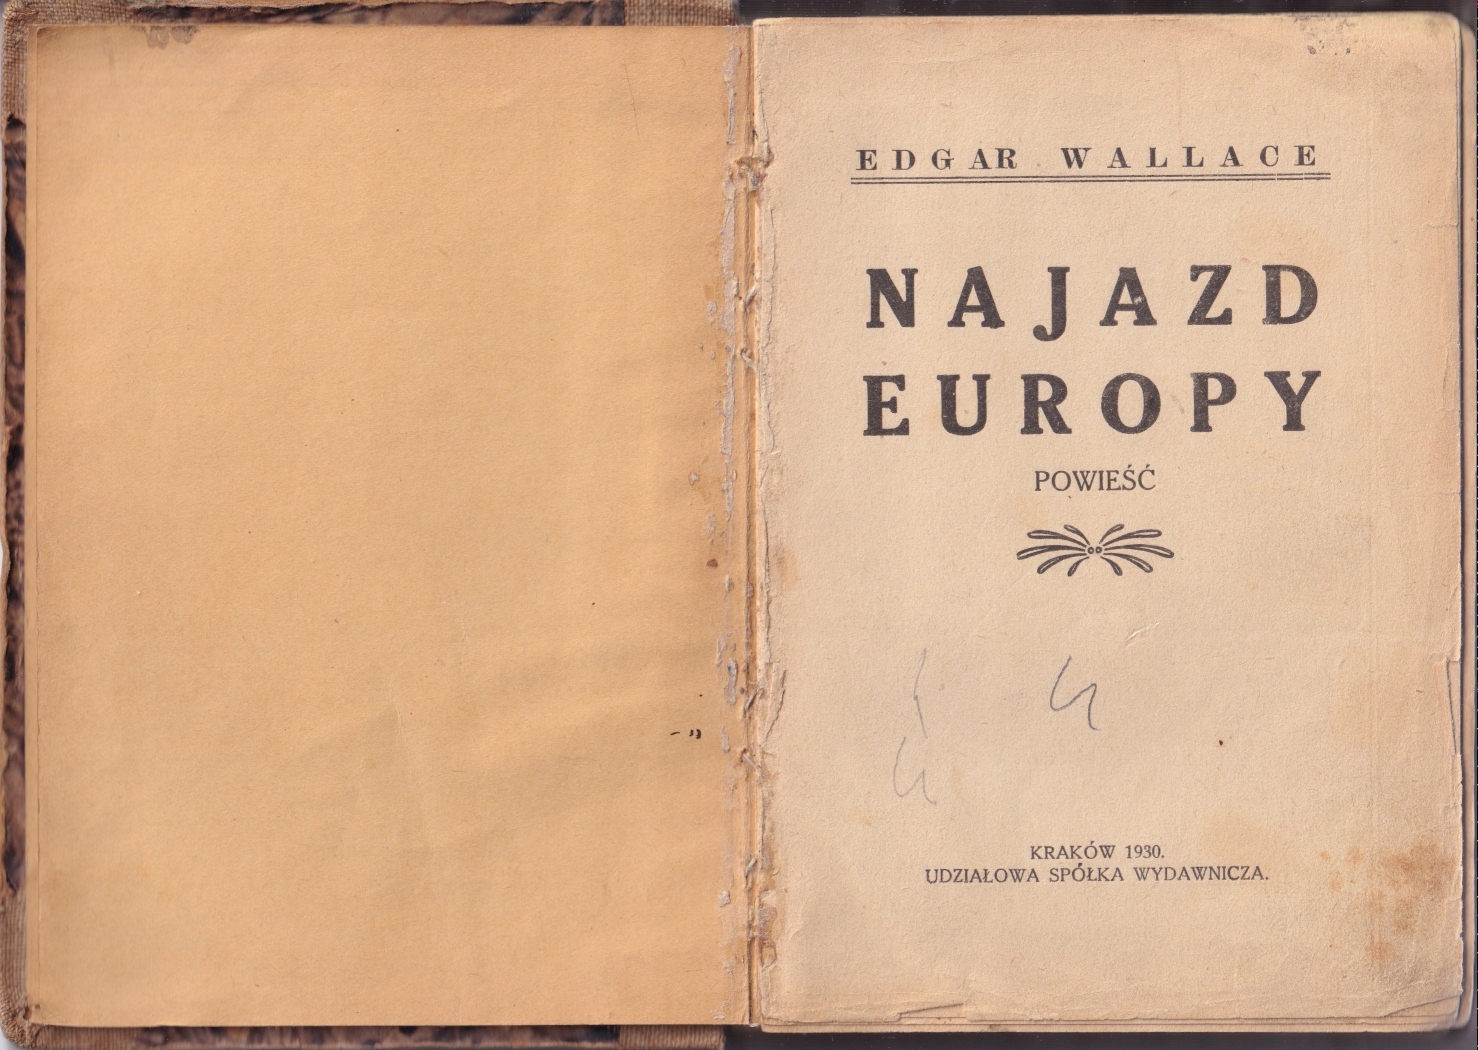 EDGAR WALLACE
NAJAZD
EUROPY
POWIEŚĆ
KRAKÓW 1930.
UDZIAŁOWA SPÓŁKA WYDAWNICZA.